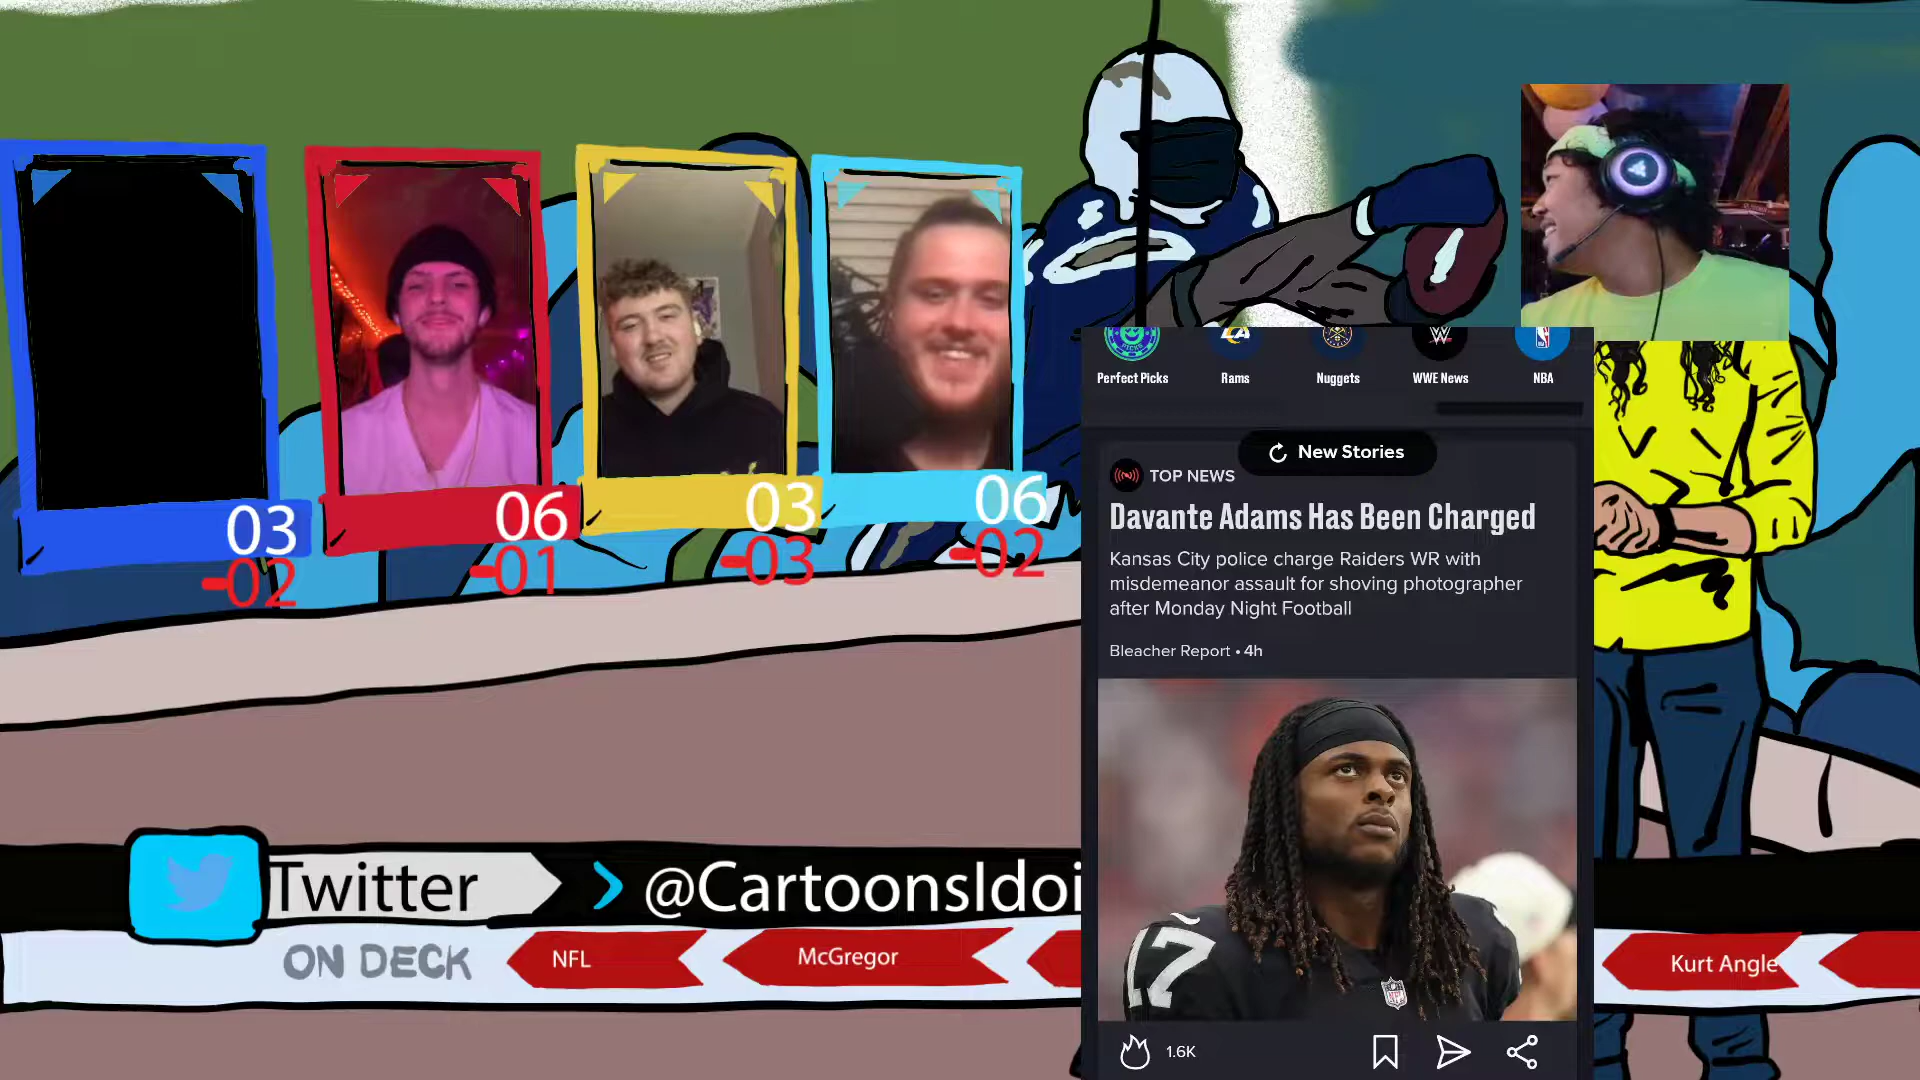 03
-02
06
-01
03
-03
06
-02
Perfect Picks
Rams
Nuggets
WWE News
NBA
New Stories
TOP NEWS
Davante Adams Has Been Charged
Kansas City police charge Raiders WR with
misdemeanor assault for shoving photographer
after Monday Night Football
Bleacher Report • 4h
17
NFL
1.6K
Twitter
@CartoonsIdoi
ON DECK
NFL
McGregor
Kurt Angle